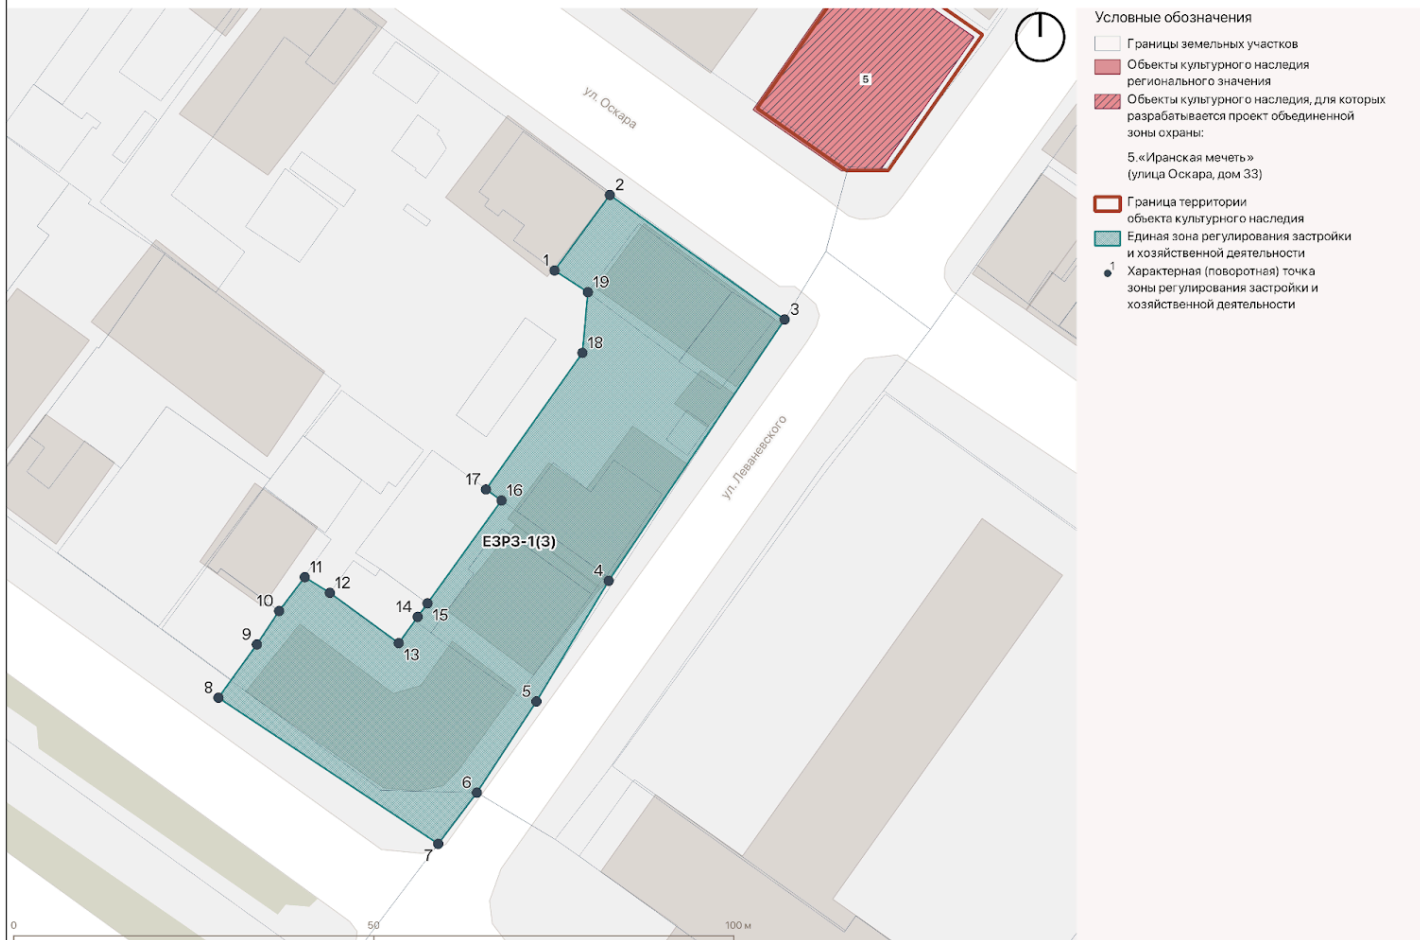 Условные обозначения
Границы земельных участков
Объекты культурного наследия
регионального значения
Объекты культурного наследия, для которых
разрабатывается проект объединенной
зоны охраны:
5.«Иранская мечеть»
(улица Оскара, дом 33)
Граница территории
объекта культурного наследия
Единая зона регулирования застройки
и хозяйственной деятельности
1
Характерная (поворотная) точка
зоны регулирования застройки и
хозяйственной деятельности
5
ул. Оскара
2
1
19
3
18
ул. Леваневского
17
16
ЕЗРЗ-1(3)
4
11
12
10
14
15
9
13
8
5
6
7
0
50
100 м